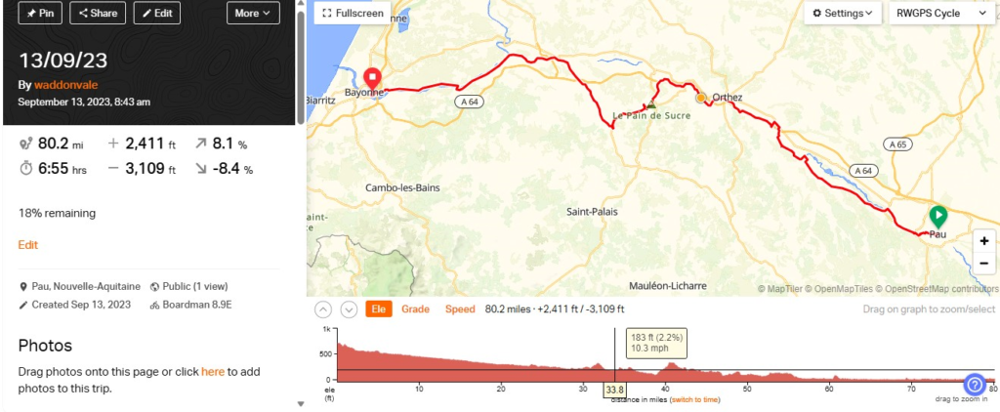 Pin
Share
Edit
More
13/09/23
By waddonvale
September 13, 2023, 8:43 am
80.2 mi + 2,411 ft 8.1 %
6:55 hrs − 3,109 ft -8.4 %
18% remaining
Edit
Pau, Nouvelle-Aquitaine
Public (1 view)
Created Sep 13, 2023
Boardman 8.9E
Photos
Drag photos onto this page or click here to add
photos to this trip.
Fullscreen
Settings
RWGPS Cycle
Bayonne
Biarritz
A 64
Le Pain de Sucre
Orthez
A 65
A 64
Cambo-les-Bains
Saint-Palais
Pau
Mauléon-Licharre
+
−
© MapTiler © OpenMapTiles © OpenStreetMap contributors
Ele
Grade
Speed
80.2 miles · +2,411 ft / -3,109 ft
Drag on graph to zoom/select
183 ft (2.2%)
10.3 mph
1k
500
0
ele
(ft)
10
20
30
33.8
40
50
60
70
80
distance in miles (switch to time)
drag to zoom in
?